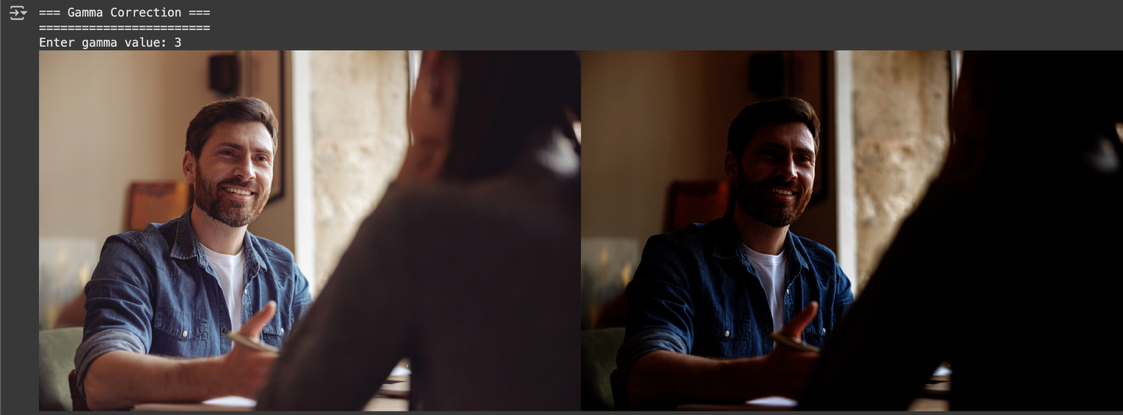 === Gamma Correction ===
========================
Enter gamma value: 3